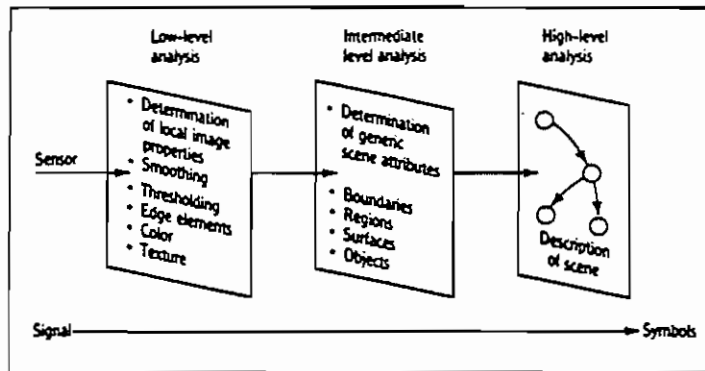 Low-level
analysis
Intermediate
level analysis
High-level
analysis
Sensor
• Determination
of local image
properties
• Smoothing
• Thresholding
• Edge elements
• Color
• Texture
• Determination
of generic
scene attributes
• Boundaries
• Regions
• Surfaces
• Objects
Description
of scene
Signal
Symbols